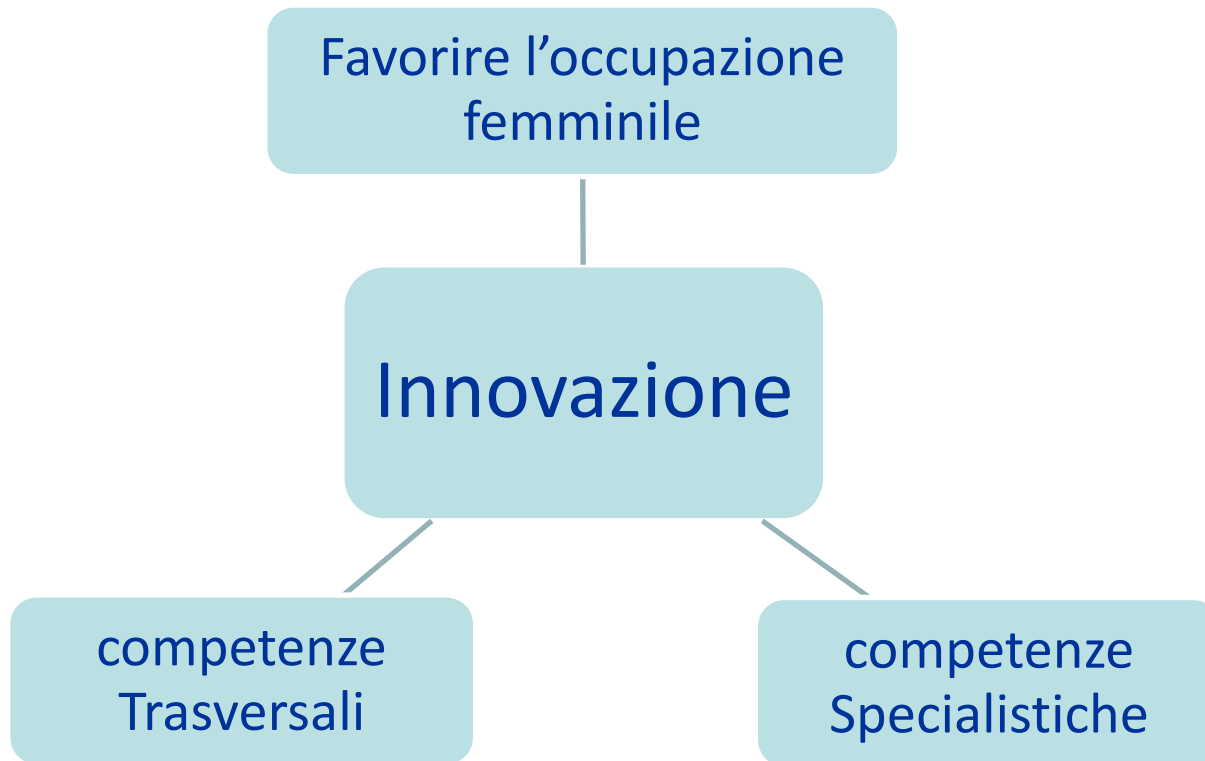 Favorire l’occupazione
femminile
Innovazione
competenze
Trasversali
competenze
Specialistiche